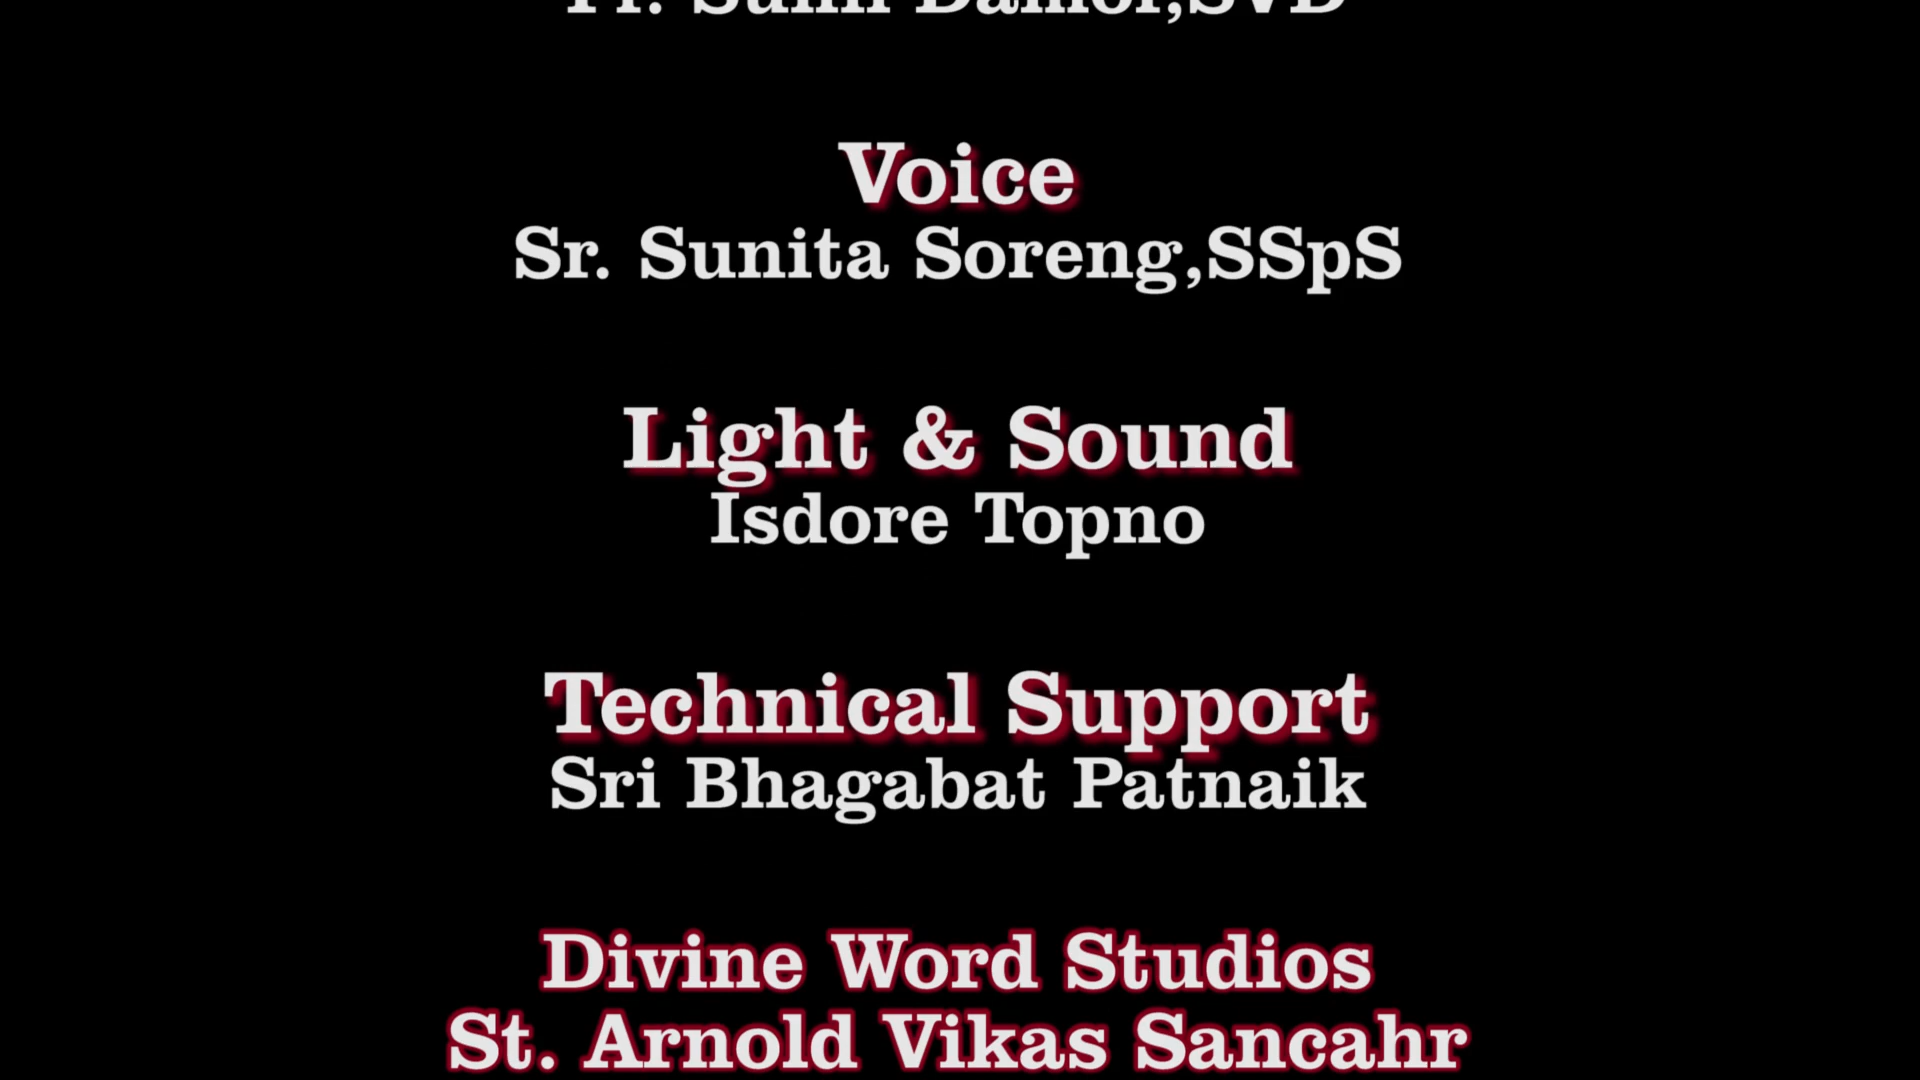 Voice
Sr. Sunita Soreng,SSpS
Light & Sound
Isdore Topno
Technical Support
Sri Bhagabat Patnaik
Divine Word Studios
St. Arnold Vikas Sancahr